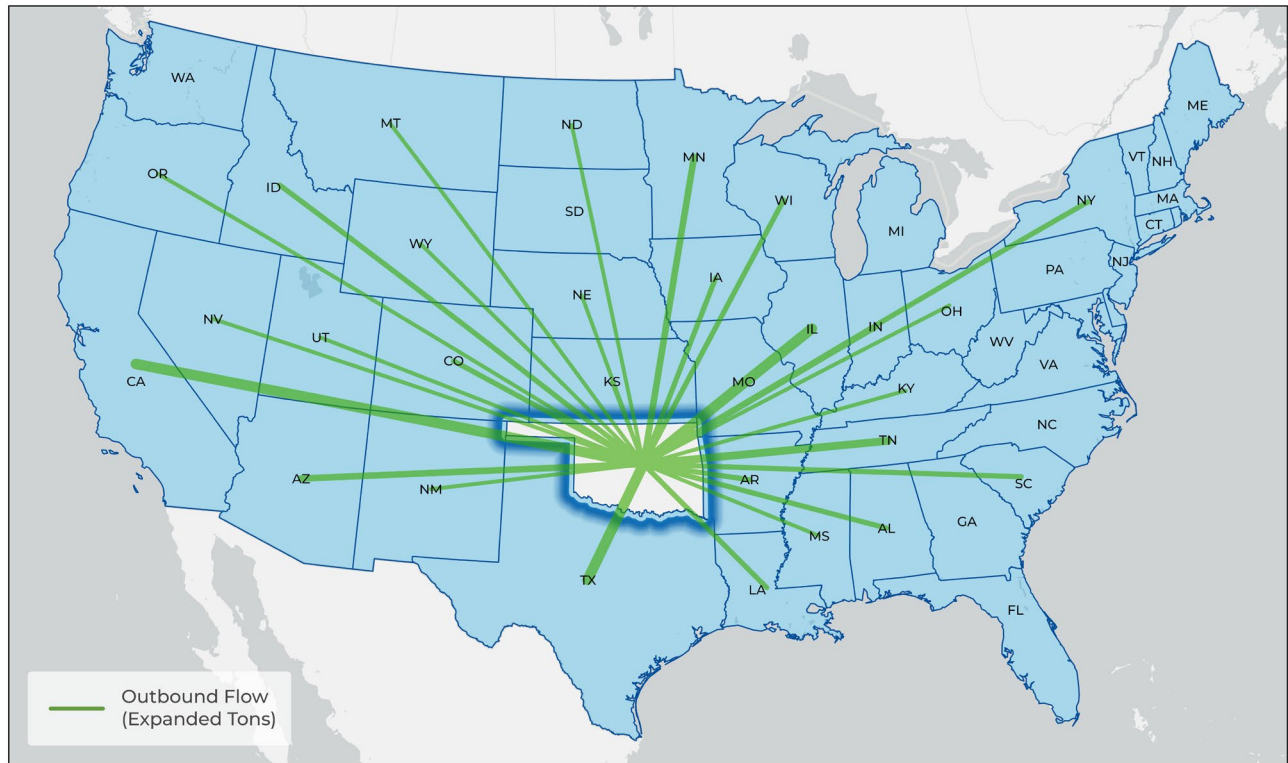 WA
MT
ND
MN
ME
OR
ID
WI
VT
NH
NY
MA
SD
CT
MI
WY
PA
NJ
IA
NE
OH
NV
UT
IL
IN
WV
VA
CO
CA
KS
MO
KY
NC
TN
AZ
NM
AR
SC
GA
MS
AL
TX
LA
FL
Outbound Flow
(Expanded Tons)